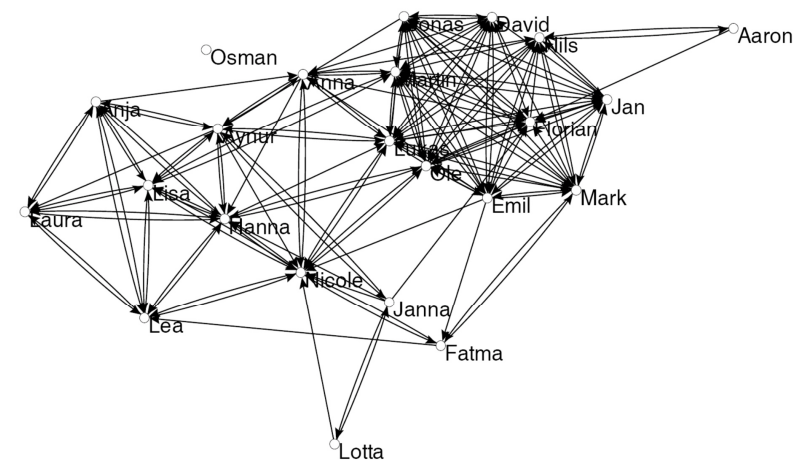 Jonas
David
Nils
Aaron
Osman
Anna
Martin
Jan
Anja
Florian
Aynur
Lukas
Ole
Lisa
Mark
Emil
Laura
Hanna
Nicole
Janna
Lea
Fatma
Lotta